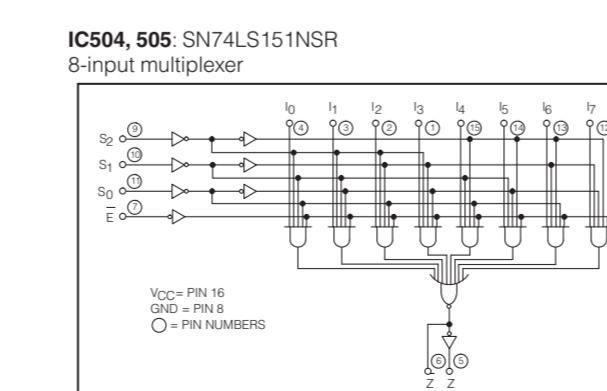 IC504, 505: SN74LS151NSR
8-input multiplexer
I0 I1 I2 I3 I4 I5 I6 I7
4 3 2 1 15 14 13 12
S2 9
S1 10
S0 11
E̅ 7
VCC= PIN 16
GND = PIN 8
= PIN NUMBERS
6 5
Z̅ Z